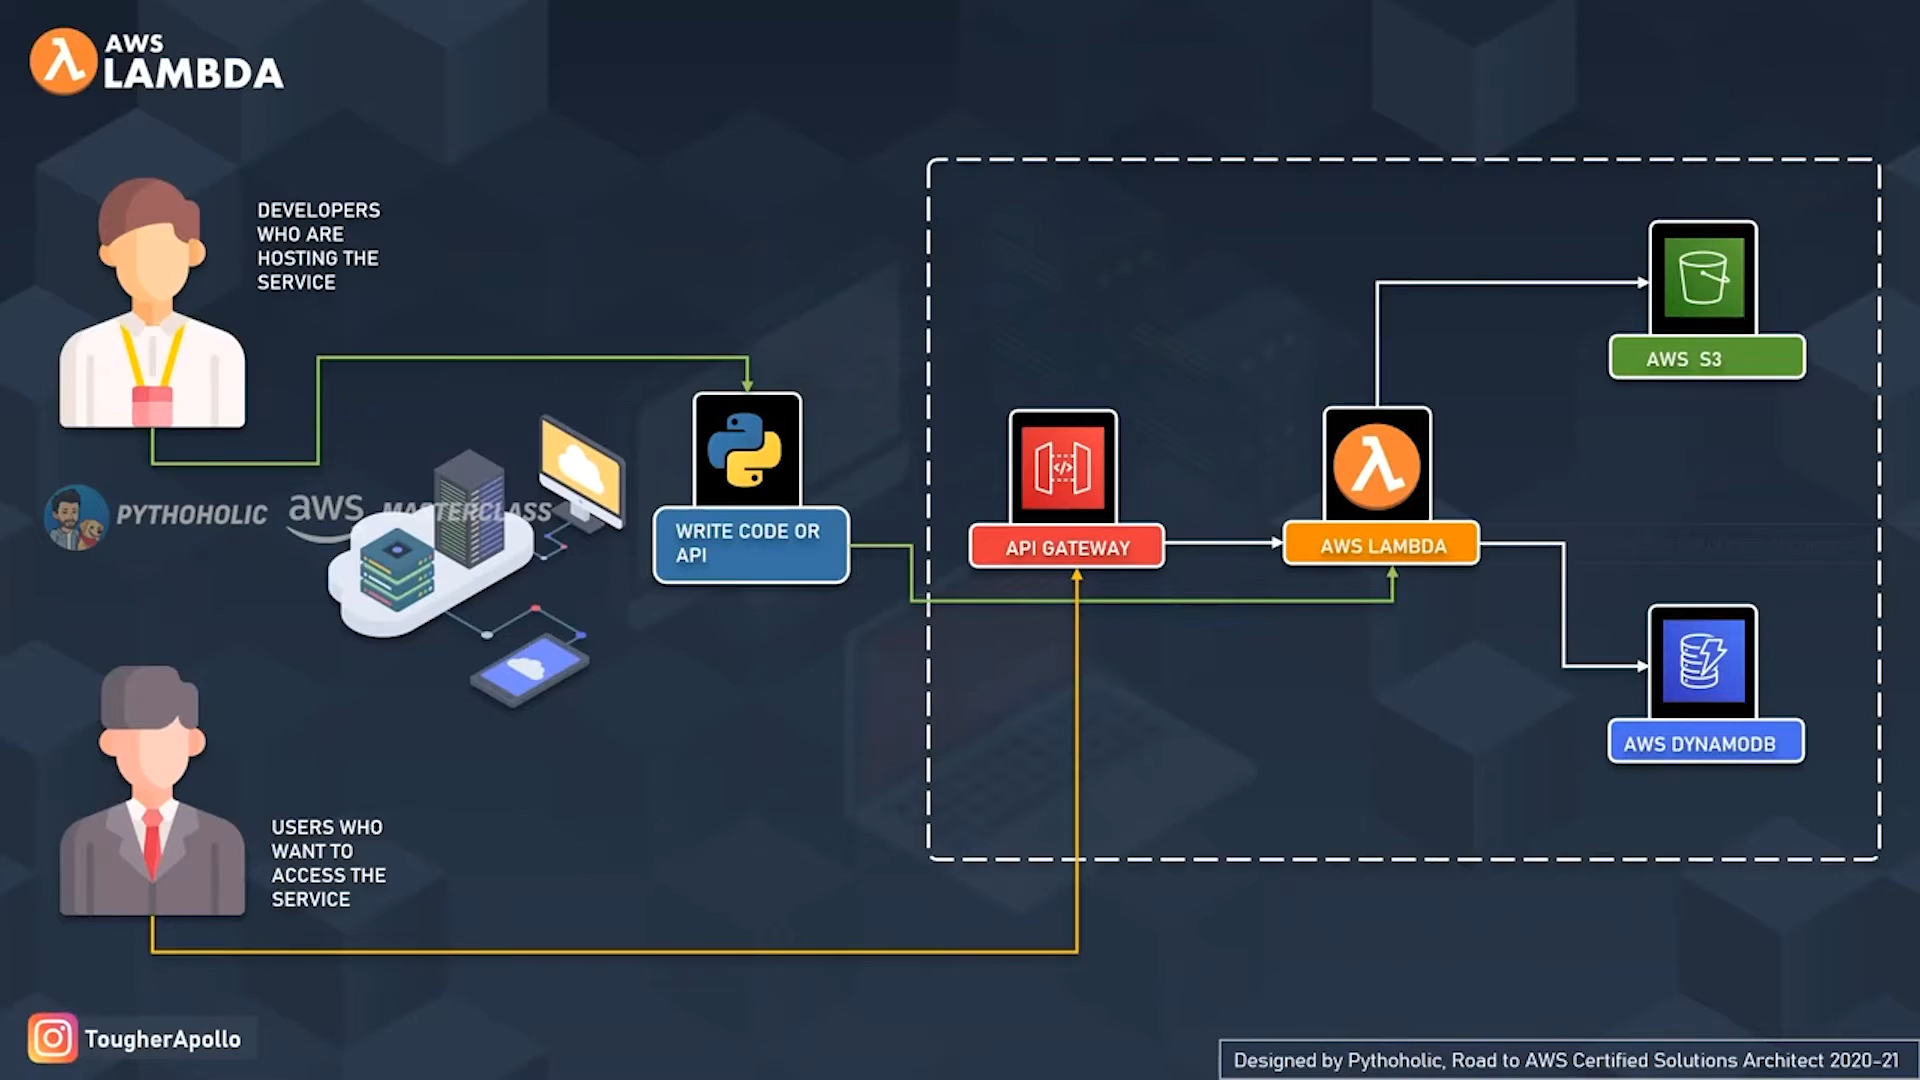 AWS
LAMBDA
DEVELOPERS
WHO ARE
HOSTING THE
SERVICE
PYTHOHOLIC aws MASTERCLASS
WRITE CODE OR
API
API GATEWAY
AWS LAMBDA
AWS S3
AWS DYNAMODB
USERS WHO
WANT TO
ACCESS THE
SERVICE
TougherApollo
Designed by Pythoholic, Road to AWS Certified Solutions Architect 2020-21